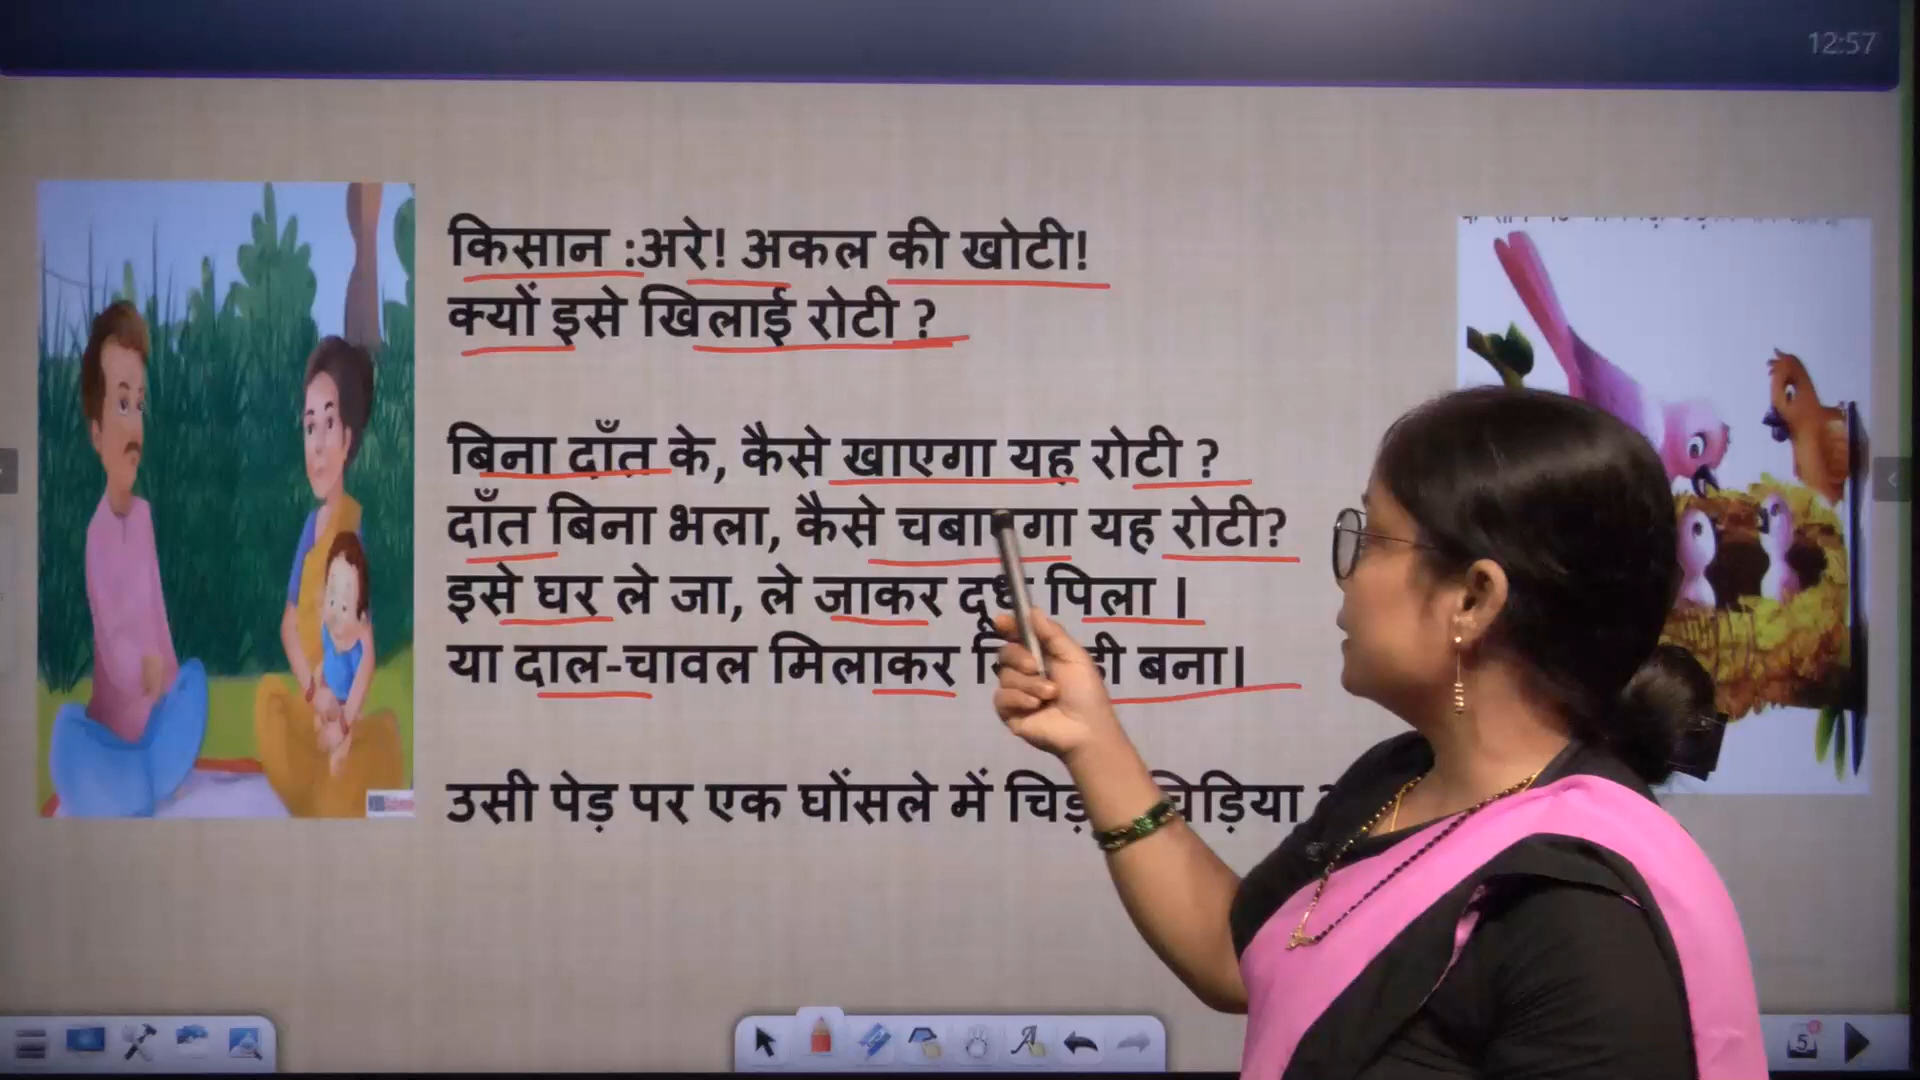 12:57
किसान :अरे! अकल की खोटी!
क्यों इसे खिलाई रोटी ?
बिना दाँत के, कैसे खाएगा यह रोटी ?
दाँत बिना भला, कैसे यह रोटी?
इसे घर ले जा, ले जाकर दूध पिला ।
या दाल-चावल मिलाकर बना।
उसी पेड़ पर एक घोंसले में
5